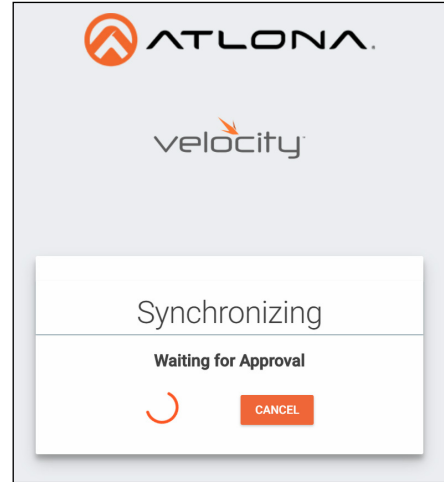 ATLONA.
velocity
Synchronizing
Waiting for Approval
CANCEL